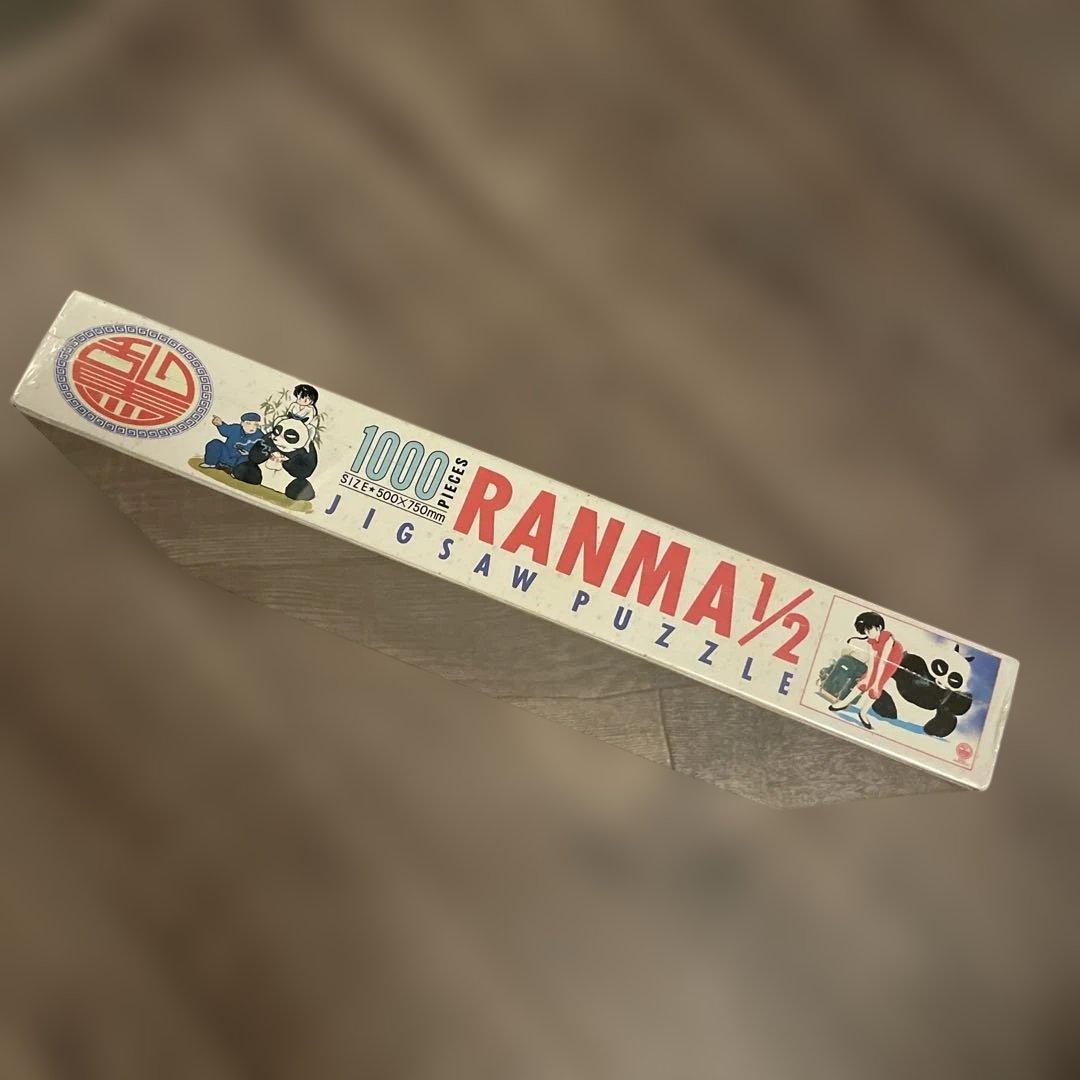 1000
PIECES
SIZE★500×750mm
RANMA½
JIGSAW PUZZLE